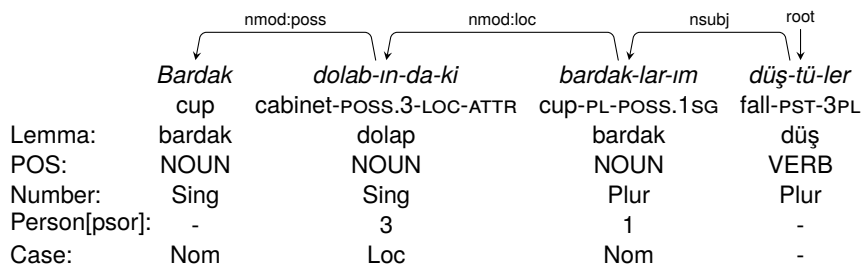 nmod:poss nmod:loc nsubj root
Bardak dolab-ın-da-ki bardak-lar-ım düş-tü-ler
cup cabinet-POSS.3-LOC-ATTR cup-PL-POSS.1SG fall-PST-3PL
Lemma: bardak dolap bardak düş
POS: NOUN NOUN NOUN VERB
Number: Sing Sing Plur Plur
Person[psor]: - 3 1 -
Case: Nom Loc Nom -